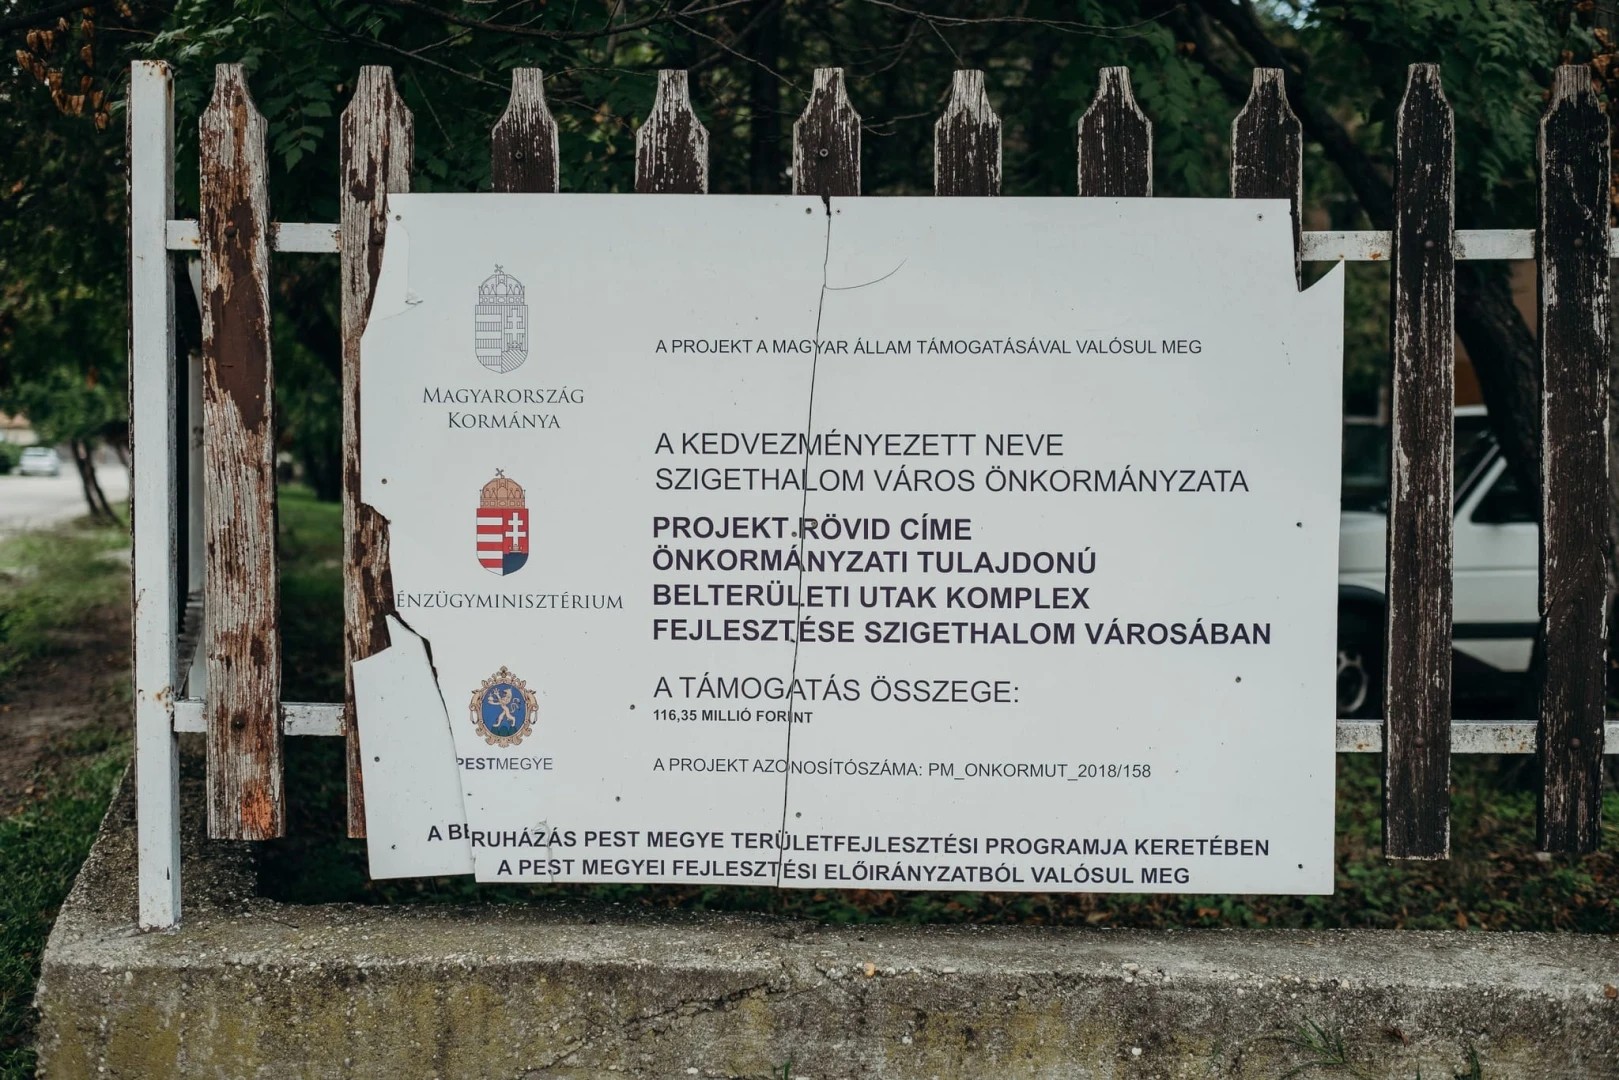 MAGYARORSZÁG
KORMÁNYA
ÉNZÜGYMINISZTÉRIUM
PESTMEGYE
A PROJEKT A MAGYAR ÁLLAM TÁMOGATÁSÁVAL VALÓSUL MEG
A KEDVEZMÉNYEZETT NEVE
SZIGETHALOM VÁROS ÖNKORMÁNYZATA
PROJEKT RÖVID CÍME
ÖNKORMÁNYZATI TULAJDONÚ
BELTERÜLETI UTAK KOMPLEX
FEJLESZTÉSE SZIGETHALOM VÁROSÁBAN
A TÁMOGATÁS ÖSSZEGE:
116,35 MILLIÓ FORINT
A PROJEKT AZONOSÍTÓSZÁMA: PM_ONKORMUT_2018/158
A BERUHÁZÁS PEST MEGYE TERÜLETFEJLESZTÉSI PROGRAMJA KERETÉBEN
A PEST MEGYEI FEJLESZTÉSI ELŐIRÁNYZATBÓL VALÓSUL MEG